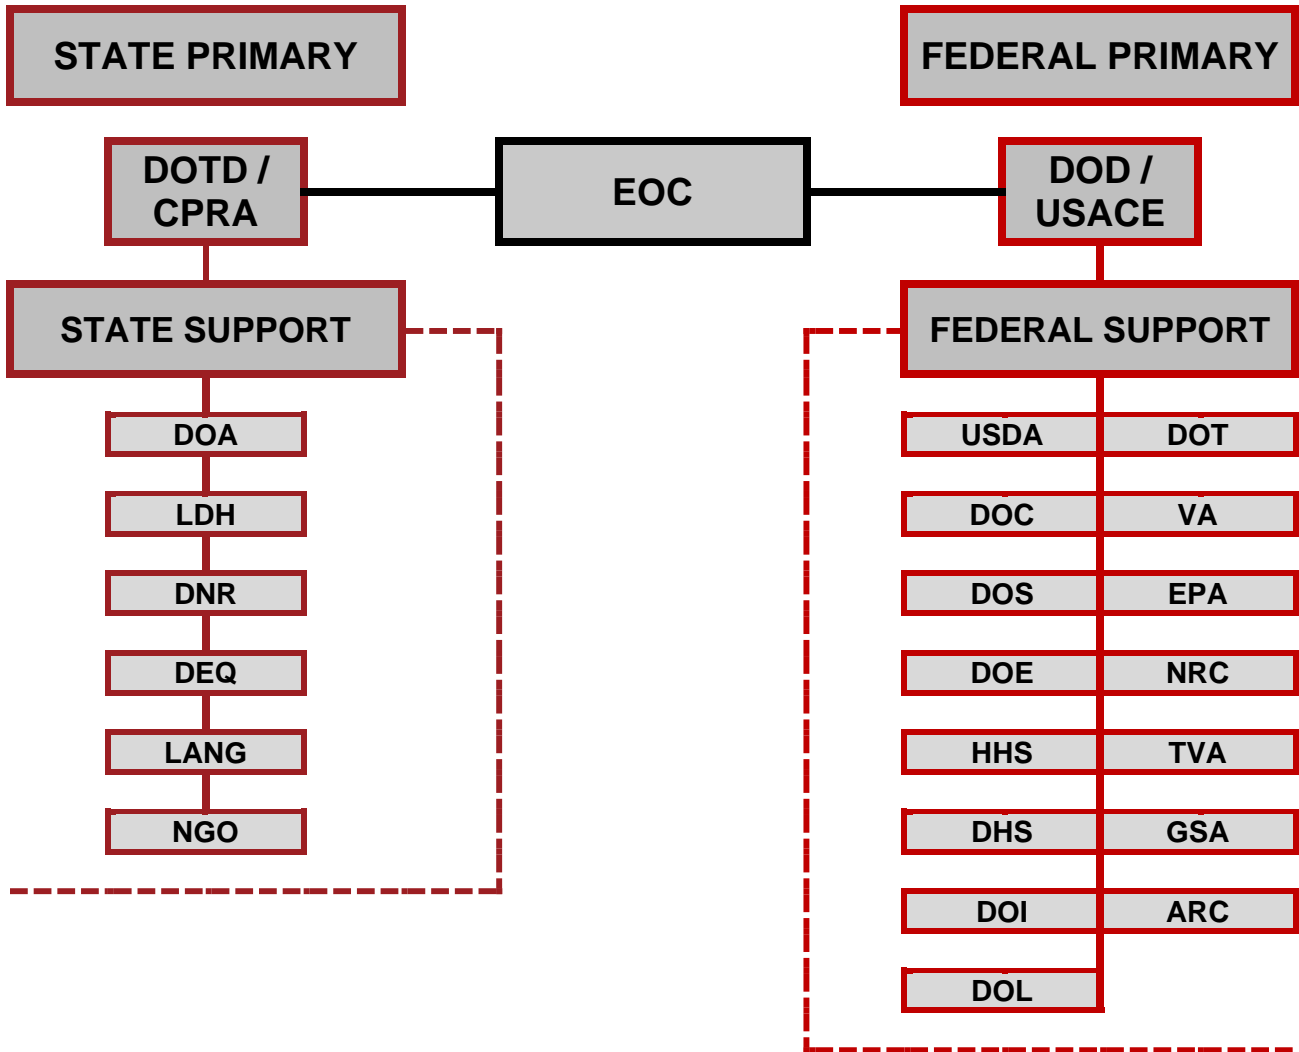 STATE PRIMARY
FEDERAL PRIMARY
DOTD /
CPRA
EOC
DOD /
USACE
STATE SUPPORT
FEDERAL SUPPORT
DOA
LDH
DNR
DEQ
LANG
NGO
USDA
DOT
DOC
VA
DOS
EPA
DOE
NRC
HHS
TVA
DHS
GSA
DOI
ARC
DOL